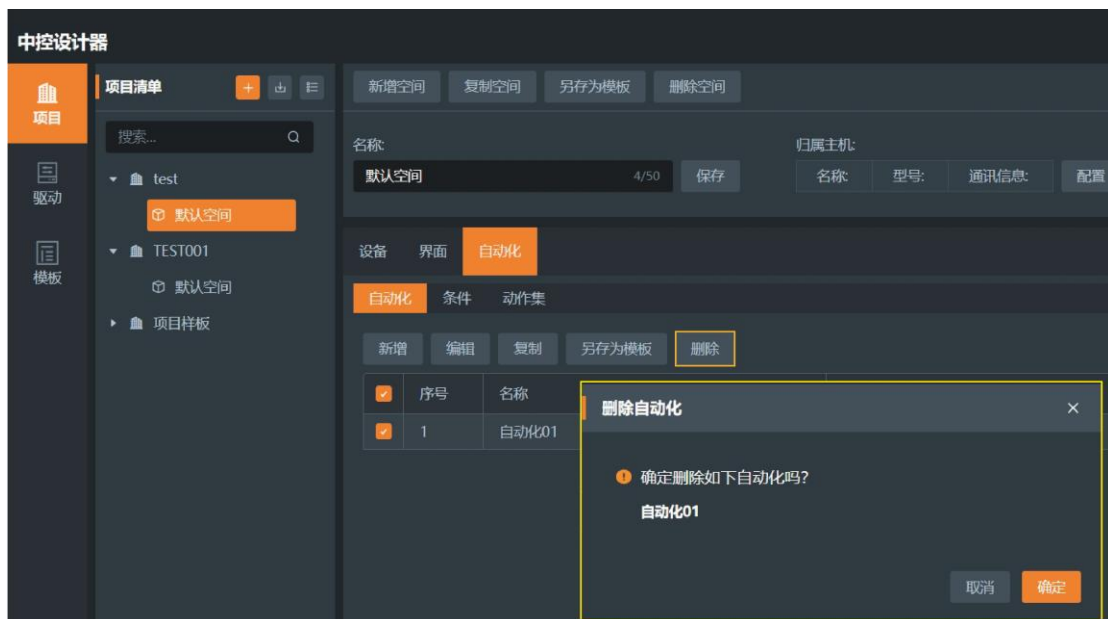 中控设计器
项目
驱动
模板
项目清单
搜索...
test
默认空间
TEST001
默认空间
项目样板
新增空间 复制空间 另存为模板 删除空间
名称: 归属主机:
默认空间 4/50 保存 名称: 型号: 通讯信息: 配置
设备 界面 自动化
自动化 条件 动作集
新增 编辑 复制 另存为模板 删除
序号 名称
1 自动化01
删除自动化
确定删除如下自动化吗?
自动化01
取消 确定